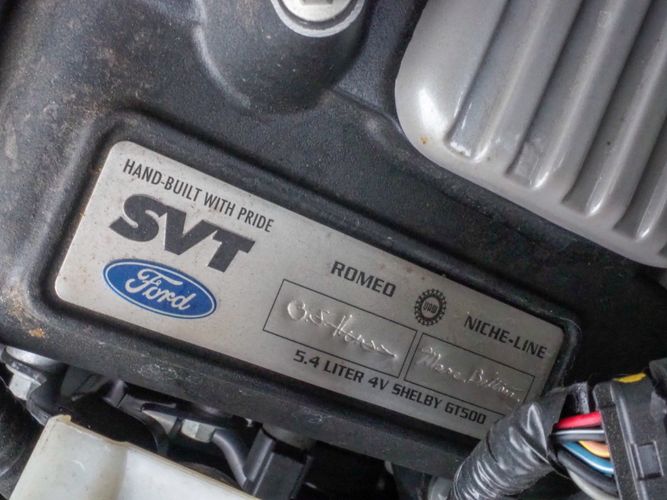 HAND-BUILT WITH PRIDE
SVT
Ford
ROMEO
NICHE-LINE
5.4 LITER 4V SHELBY GT500